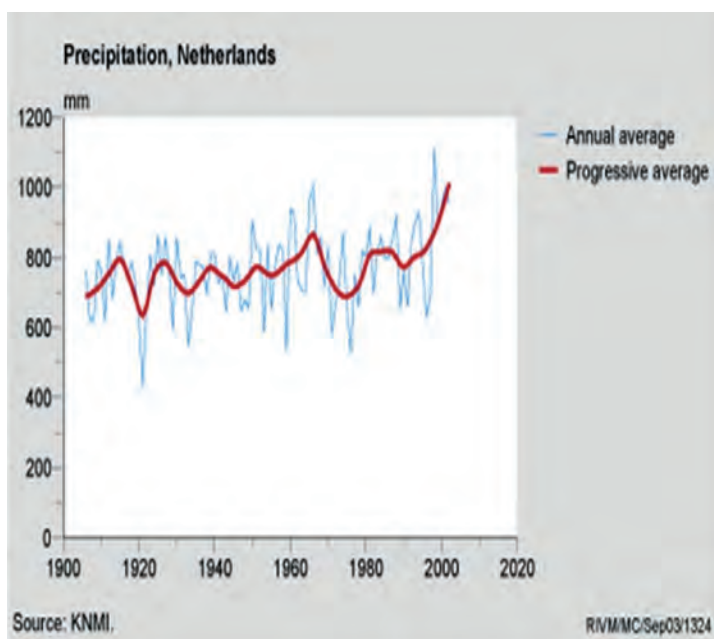 Precipitation, Netherlands
mm
1200
1000
800
600
400
200
0
1900 1920 1940 1960 1980 2000 2020
Annual average
Progressive average
Source: KNMI.
RIVM/MC/Sep03/1324